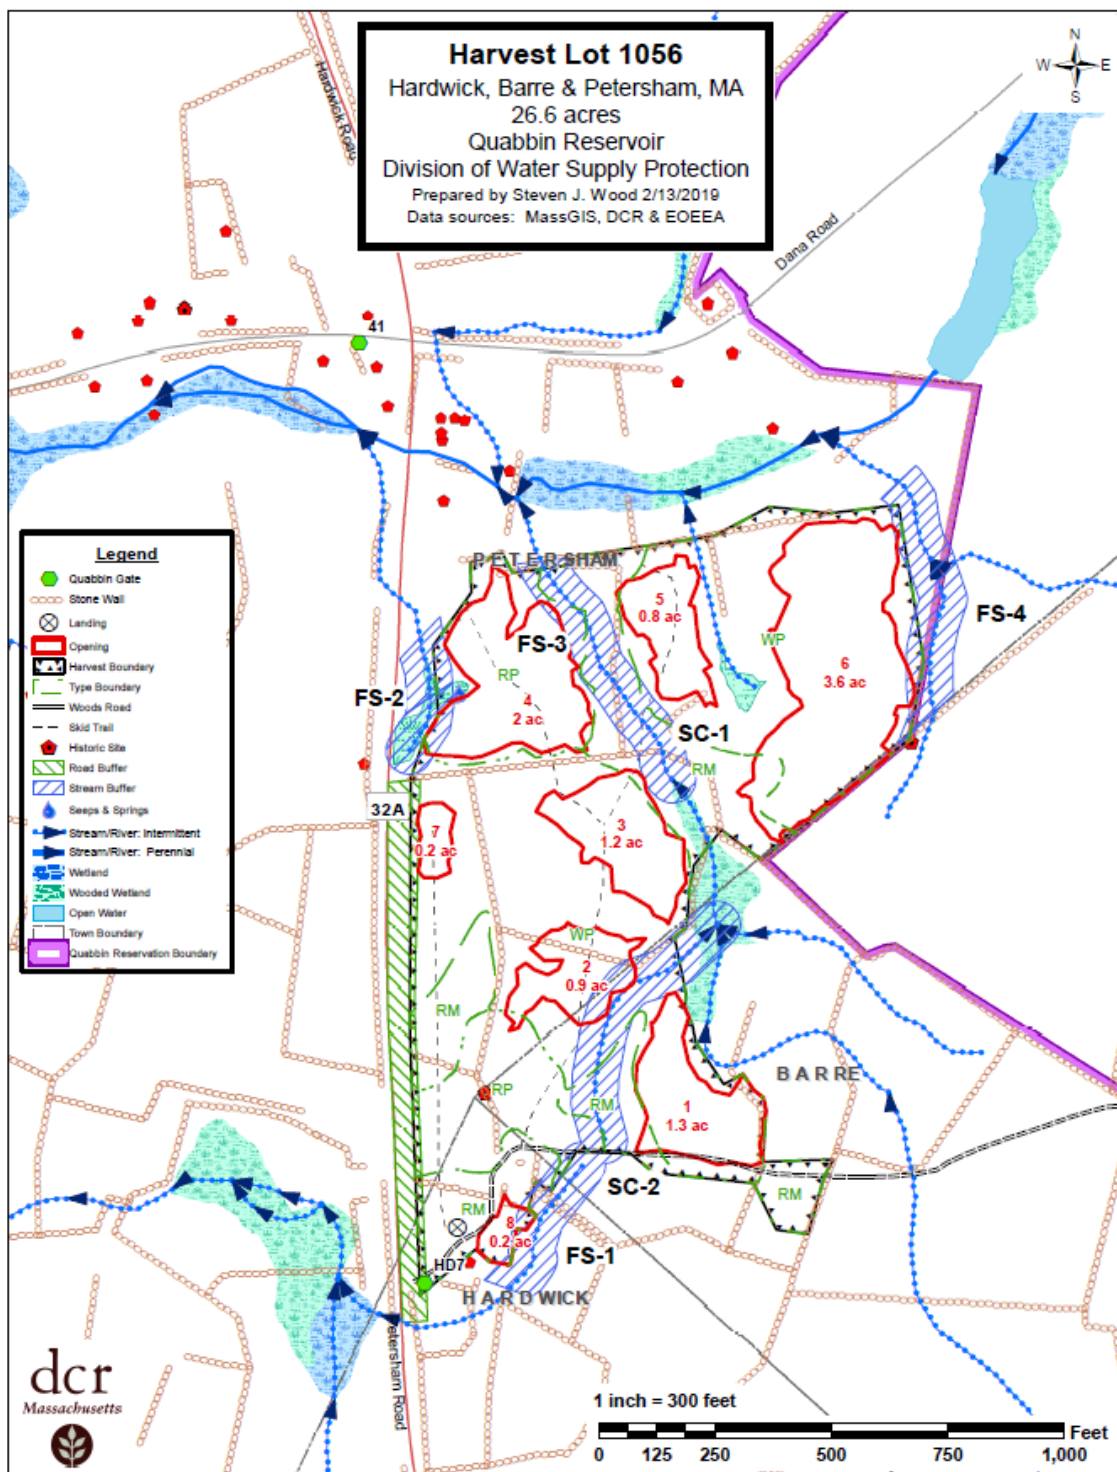 Harvest Lot 1056
Hardwick, Barre & Petersham, MA
26.6 acres
Quabbin Reservoir
Division of Water Supply Protection
Prepared by Steven J. Wood 2/13/2019
Data sources: MassGIS, DCR & EOEEA
N
W E
S
Hardwick Road
Dana Road
41
PETERSHAM
5
0.8 ac
FS-4
FS-3
WP
RP
6
3.6 ac
FS-2
4
2 ac
SC-1
RM
32A
7
0.2 ac
3
1.2 ac
WP
2
0.9 ac
RM
BARRE
RP
RM
1
1.3 ac
SC-2
RM
RM
8
0.2 ac
FS-1
HD7
HARDWICK
Petersham Road
Legend
Quabbin Gate
Stone Wall
Landing
Opening
Harvest Boundary
Type Boundary
Woods Road
Skid Trail
Historic Site
Road Buffer
Stream Buffer
Seeps & Springs
Stream/River: Intermittent
Stream/River: Perennial
Wetland
Wooded Wetland
Open Water
Town Boundary
Quabbin Reservation Boundary
dcr
Massachusetts
1 inch = 300 feet
Feet
0 125 250 500 750 1,000